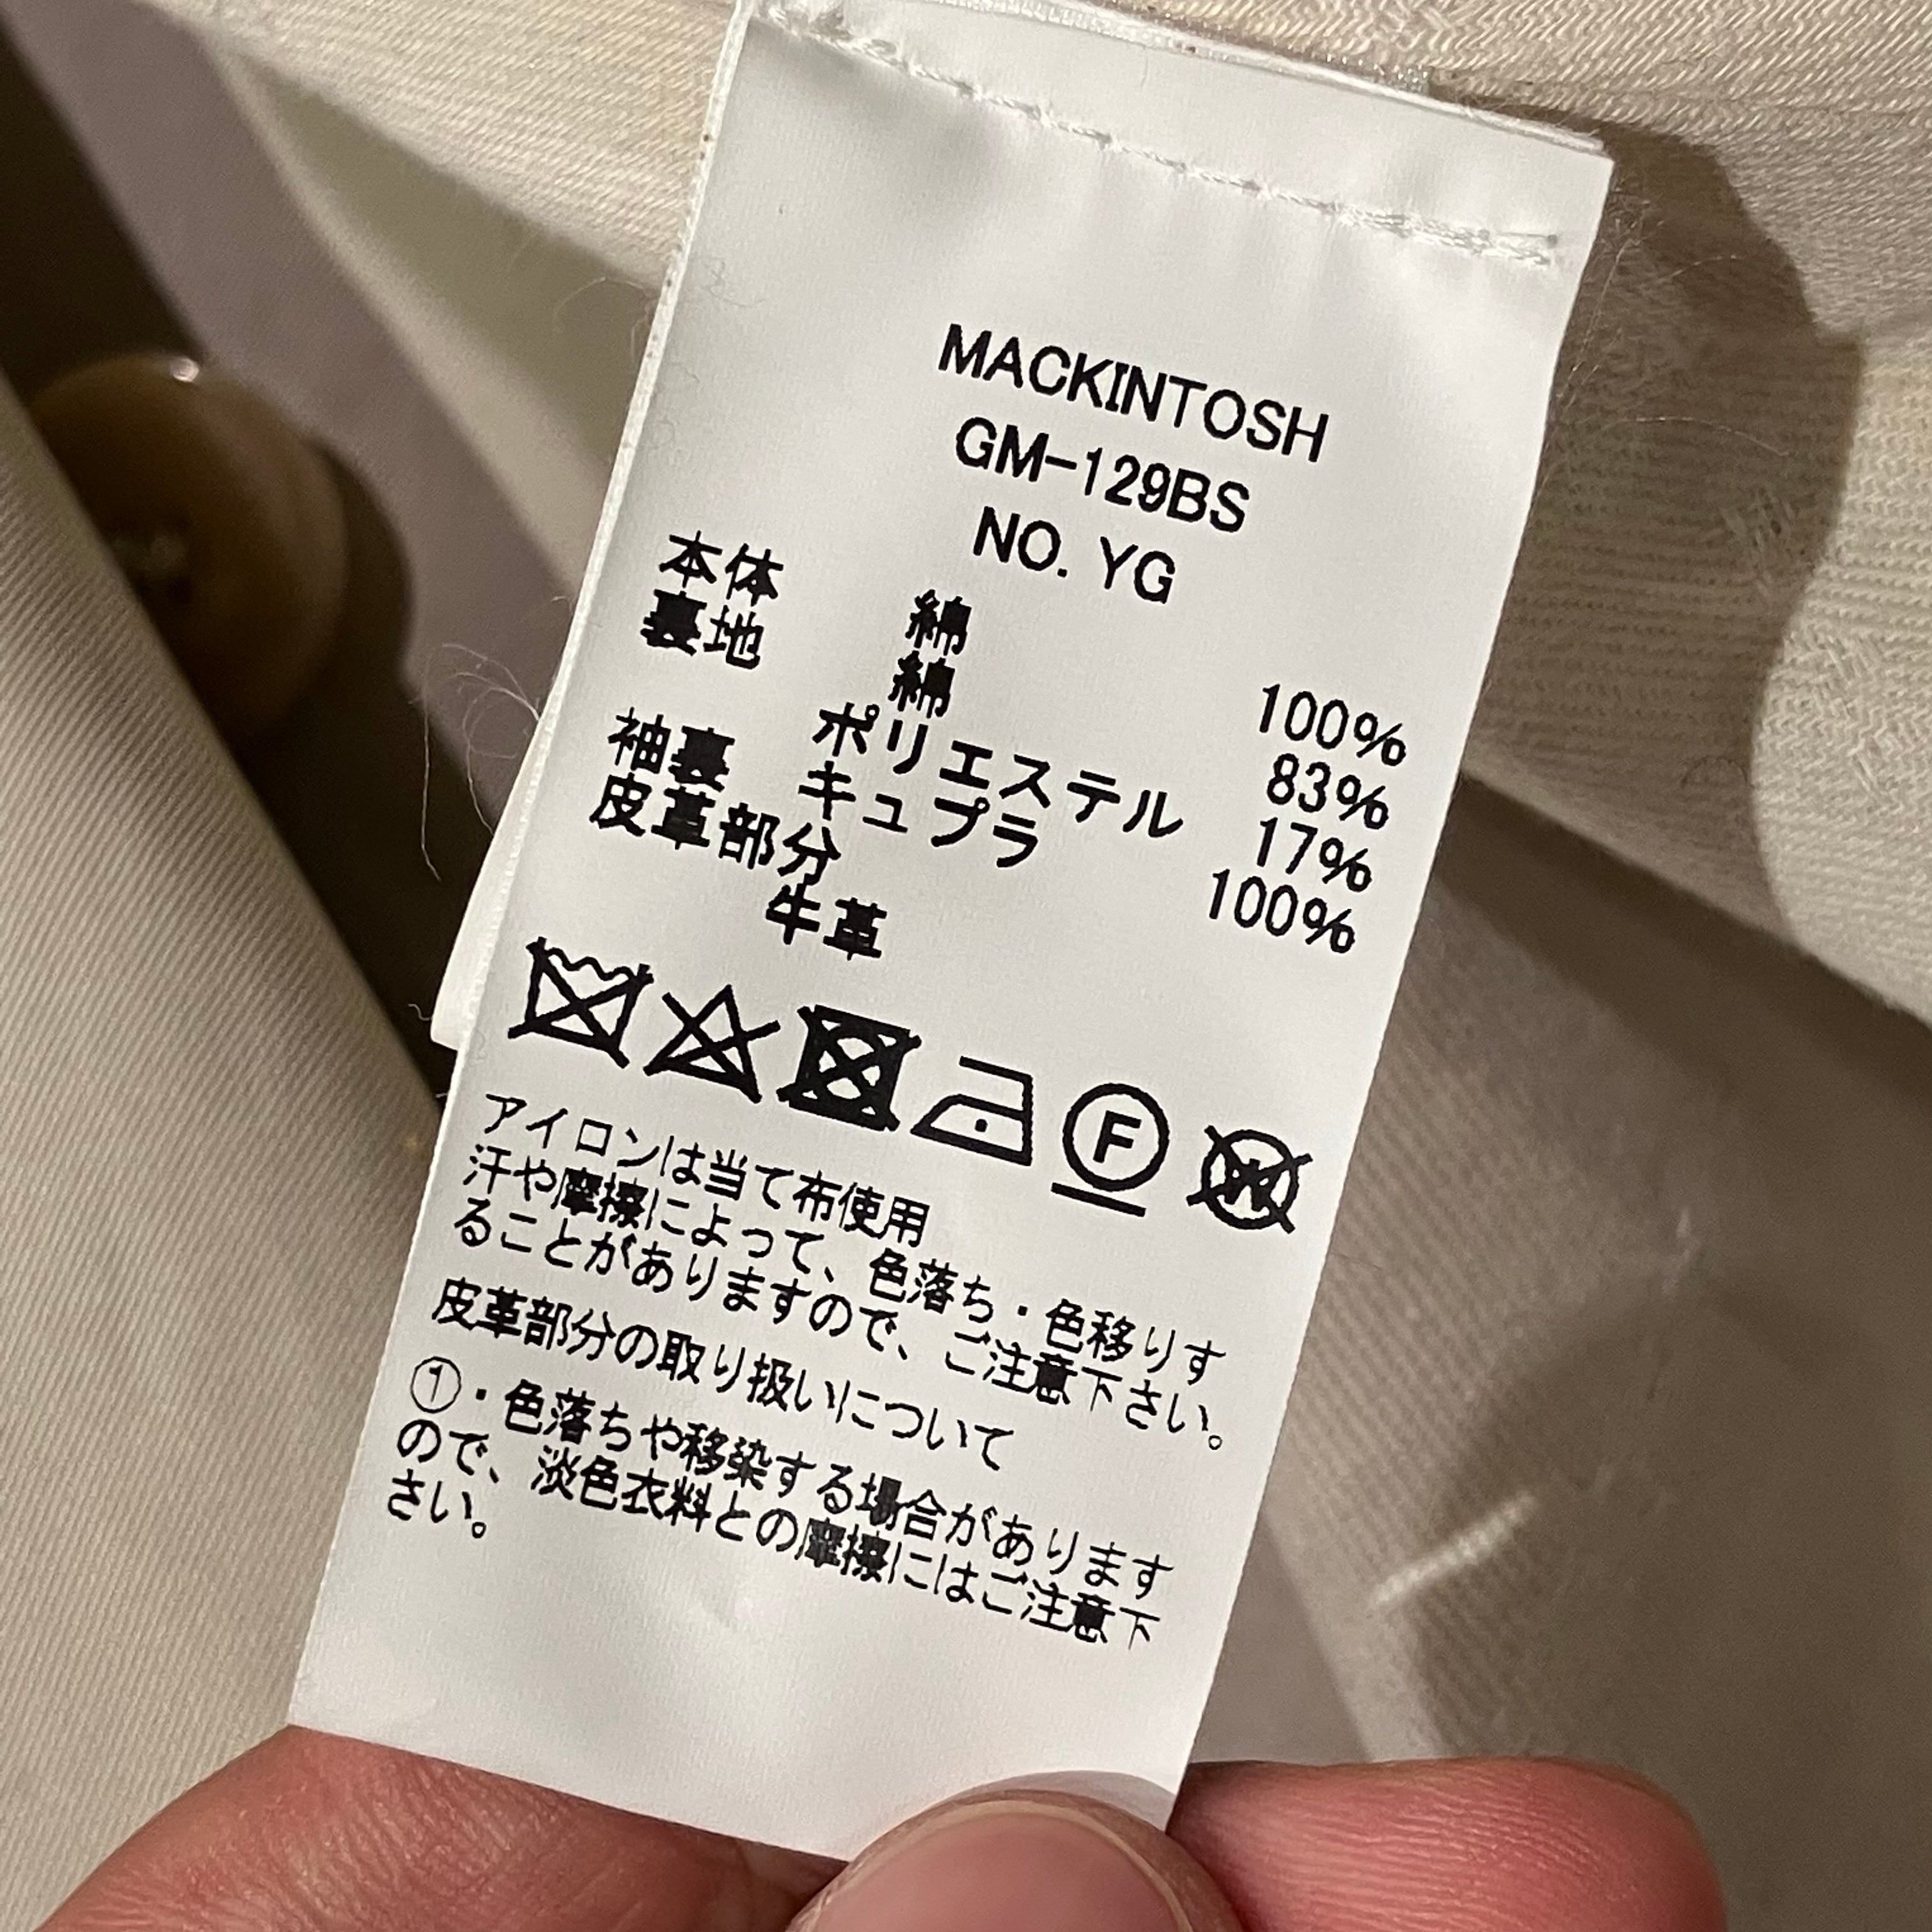 MACKINTOSH
GM-129BS
NO. YG
本体 綿 100%
裏地 綿 83%
ポリエステル 17%
袖裏 キュプラ 100%
皮革部分
牛革
F W
アイロンは当て布使用
汗や摩擦によって、色落ち・色移りす
ることがありますので、ご注意下さい。
皮革部分の取り扱いについて
①・色落ちや移染する場合があります
ので、淡色衣料との摩擦にはご注意下
さい。